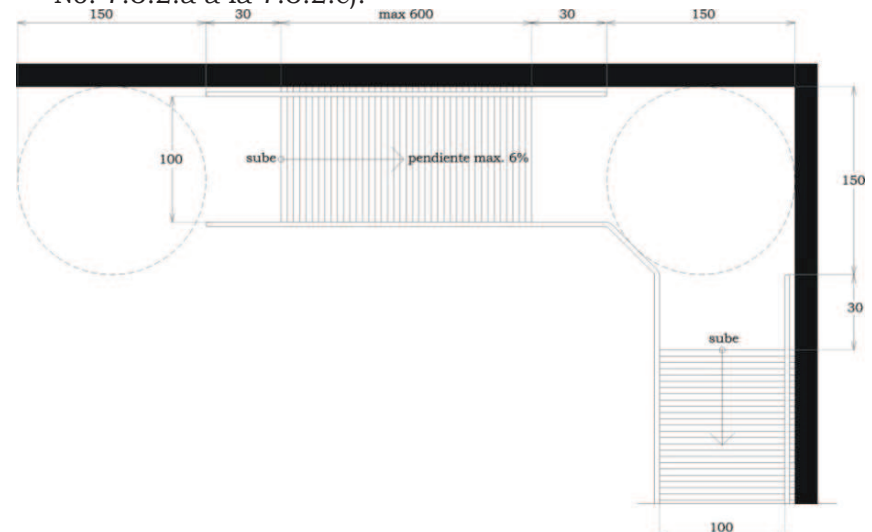 No. 7.3.2.a a la 7.3.2.c).
150 30 max 600 30 150
100
sube
pendiente max. 6%
150
30
sube
100